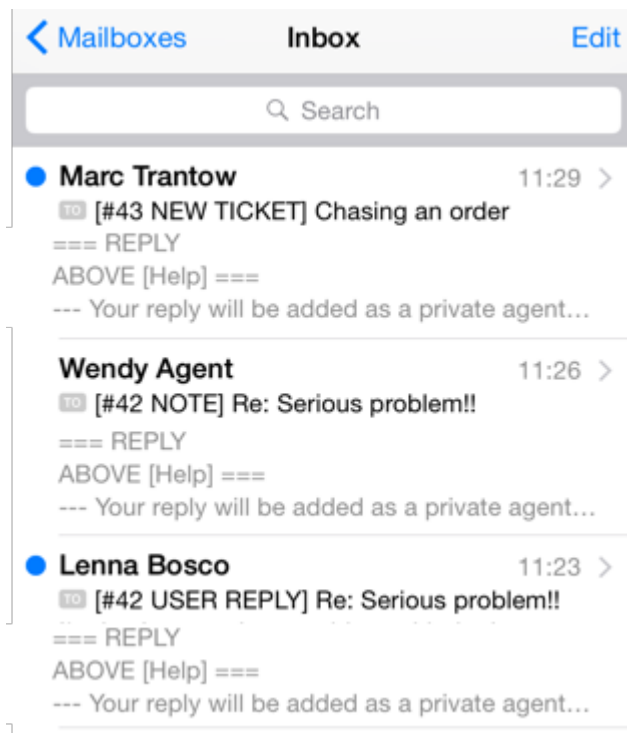 Mailboxes Inbox Edit
Search
Marc Trantow 11:29
TO [#43 NEW TICKET] Chasing an order
=== REPLY
ABOVE [Help] ===
--- Your reply will be added as a private agent...
Wendy Agent 11:26
TO [#42 NOTE] Re: Serious problem!!
=== REPLY
ABOVE [Help] ===
--- Your reply will be added as a private agent...
Lenna Bosco 11:23
TO [#42 USER REPLY] Re: Serious problem!!
=== REPLY
ABOVE [Help] ===
--- Your reply will be added as a private agent...